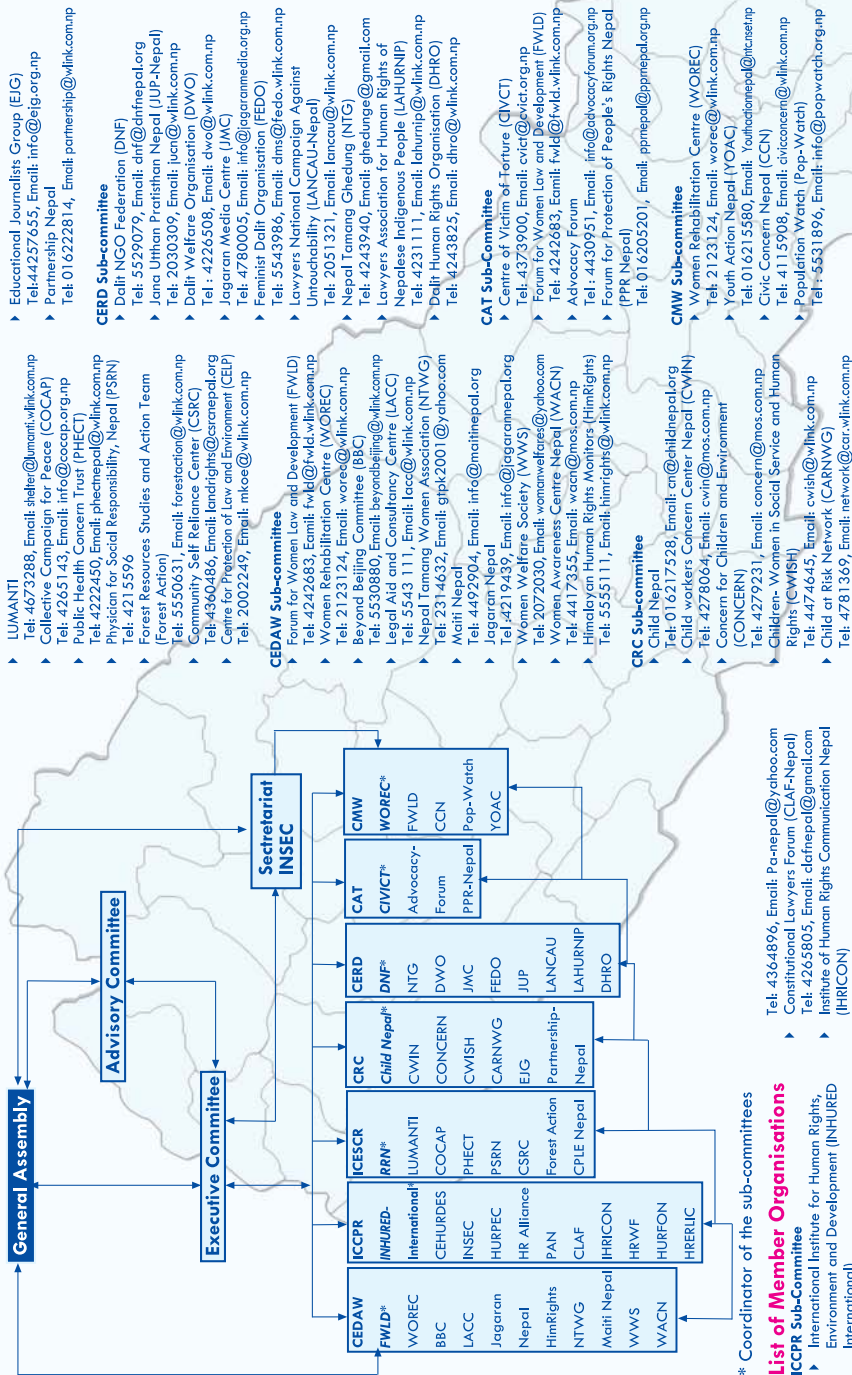 General Assembly
Advisory Committee
Executive Committee
Sectretariat
INSEC
CEDAW
FWLD*
WOREC
BBC
LACC
Jagaran
Nepal
HimRights
NTWG
Maiti Nepal
WWS
WACN
ICCPR
INHURED-
International*
CEHURDES
INSEC
HURPEC
HR Alliance
PAN
CLAF
IHRICON
HRWF
HURFON
HRERLIC
ICESCR
RRN*
LUMANTI
COCAP
PHECT
PSRN
CSRC
Forest Action
CPLE Nepal
CRC
Child Nepal*
CWIN
CONCERN
CWISH
CARNWG
EJG
Partnership-
Nepal
CERD
DNF*
NTG
DWO
JMC
FEDO
JUP
LANCAU
LAHURNIP
DHRO
CAT
CIVICT*
Advocacy-
Forum
PPR-Nepal
CMW
WOREC*
FWLD
CCN
Pop-Watch
YOAC
* Coordinator of the sub-committees
List of Member Organisations
ICCPR Sub-Committee
International Institute for Human Rights,
Environment and Development (INHURED
International)
Tel: 4364896, Email: Pa-nepal@yahoo.com
Constitutional Lawyers Forum (CLAF-Nepal)
Tel: 4265805, Email: clafnepal@gmail.com
Institute of Human Rights Communication Nepal
(IHRICON)
LUMANTI
Tel: 4673288, Email: shelter@lumanti.wlink.com.np
Collective Campaign for Peace (COCAP)
Tel: 4265143, Email: info@cocap.org.np
Public Health Concern Trust (PHECT)
Tel: 4222450, Email: phectnepal@wlink.com.np
Physician for Social Responsibility, Nepal (PSRN)
Tel: 4215596
Forest Resources Studies and Action Team
(Forest Action)
Tel: 5550631, Email: forestaction@wlink.com.np
Community Self Reliance Center (CSRC)
Tel:4360486, Email:landrights@csrcnepal.org
Centre for Protection of Law and Environment (CELP)
Tel: 2002249, Email: nkoe@wlink.com.np
CEDAW Sub-committee
Forum for Women Law and Development (FWLD)
Tel: 4242683, Eamil: fwld@fwld.wlink.com.np
Women Rehabilitation Centre (WOREC)
Tel: 2123124, Email: worec@wlink.com.np
Beyond Beijing Committee (BBC)
Tel: 5530880, Email: beyondbeijing@wlink.com.np
Legal Aid and Consultancy Centre (LACC)
Tel: 5543 111, Email: lacc@wlink.com.np
Nepal Tamang Women Association (NTWG)
Tel: 2314632, Email: gtpk2001@yahoo.com
Maiti Nepal
Tel: 4492904, Email: info@maitinepal.org
Jagaran Nepal
Tel:4219439, Email: info@jagarannepal.org
Women Welfare Society (WWS)
Tel: 2072030, Email: womanwelfares@yahoo.com
Women Awareness Centre Nepal (WACN)
Tel: 4417355, Email: wacn@mos.com.np
Himalayan Human Rights Monitors (HimRights)
Tel: 5555111, Email:himrights@wlink.com.np
CRC Sub-committee
Child Nepal
Tel: 016217528, Email: cn@childnepal.org
Child workers Concern Center Nepal (CWIN)
Tel: 4278064, Email: cwin@mos.com.np
Concern for Children and Environment
(CONCERN)
Tel: 4279231, Email: concern@mos.com.np
Children- Women in Social Service and Human
Rights (CWISH)
Tel: 4474645, Email: cwish@wlink.com.np
Child at Risk Network (CARNWG)
Tel: 4781369, Email: network@car.wlink.com.np
Educational Journalists Group (EJG)
Tel:44257655, Email: info@ejg.org.np
Partnership Nepal
Tel: 016222814, Email: partnership@wlink.com.np
CERD Sub-committee
Dalit NGO Federation (DNF)
Tel: 5529079, Email: dnf@dnfnepal.org
Jana Utthan Pratisthan Nepal (JUP-Nepal)
Tel: 2030309, Email: jucn@wlink.com.np
Dalit Welfare Organisation (DWO)
Tel : 4226508, Email: dwo@wlink.com.np
Jagaran Media Centre (JMC)
Tel: 4780005, Email: info@jagaranmedia.org.np
Feminist Dalit Organisation (FEDO)
Tel: 5543986, Email: dms@fedo.wlink.com.np
Lawyers National Campaign Against
Untouchability (LANCAU-Nepal)
Tel: 2051321, Email: lancau@wlink.com.np
Nepal Tamang Ghedung (NTG)
Tel: 4243940, Email: ghedunge@gmail.com
Lawyers Association for Human Rights of
Nepalese Indigenous People (LAHURNIP)
Tel: 4231111, Email: lahurnip@wlink.com.np
Dalit Human Rights Organisation (DHRO)
Tel: 4243825, Email: dhro@wlink.com.np
CAT Sub-Committee
Centre of Victim of Torture (CIVCT)
Tel: 4373900, Email: cvict@cvict.org.np
Forum for Women Law and Development (FWLD)
Tel: 4242683, Eamil: fwld@fwld.wlink.com.np
Advocacy Forum
Tel : 4430951, Email: info@advocacyforum.org.np
Forum for Protection of People's Rights Nepal
(PPR Nepal)
Tel: 016205201, Email: pprnepal@pprnepal.org.np
CMW Sub-committee
Women Rehabilitation Centre (WOREC)
Tel: 2123124, Email: worec@wlink.com.np
Youth Action Nepal (YOAC)
Tel: 016215580, Email: Youthactionnepal@ntc.net.np
Civic Concern Nepal (CCN)
Tel: 4115908, Email: civicconcern@wlink.com.np
Population Watch (Pop-Watch)
Tel : 5531896, Email: info@popwatch.org.np